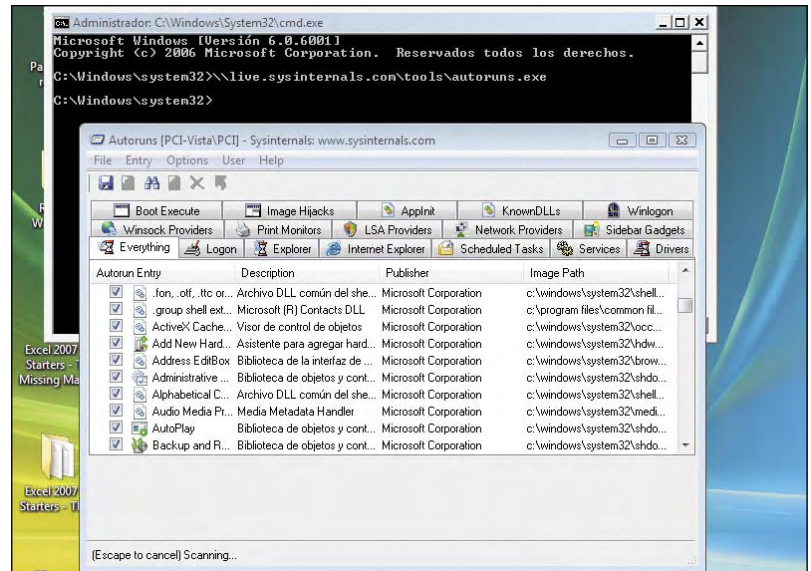 Administrador: C:\Windows\System32\cmd.exe
Microsoft Windows [Versión 6.0.6001]
Copyright (c) 2006 Microsoft Corporation.  Reservados todos los derechos.
C:\Windows\system32>\\live.sysinternals.com\tools\autoruns.exe
C:\Windows\system32>
Autoruns [PCI-Vista\PCI] - Sysinternals: www.sysinternals.com
File Entry Options User Help
Boot Execute Image Hijacks AppInit KnownDLLs Winlogon
Winsock Providers Print Monitors LSA Providers Network Providers Sidebar Gadgets
Everything Logon Explorer Internet Explorer Scheduled Tasks Services Drivers
Autorun Entry Description Publisher Image Path
.fon, .otf, .ttc or... Archivo DLL común del she... Microsoft Corporation c:\windows\system32\shell...
.group shell ext... Microsoft (R) Contacts DLL Microsoft Corporation c:\program files\common fil...
ActiveX Cache... Visor de control de objetos Microsoft Corporation c:\windows\system32\occ...
Add New Hard... Asistente para agregar hard... Microsoft Corporation c:\windows\system32\hdw...
Address EditBox Biblioteca de la interfaz de ... Microsoft Corporation c:\windows\system32\brow...
Administrative ... Biblioteca de objetos y cont... Microsoft Corporation c:\windows\system32\shdo...
Alphabetical C... Archivo DLL común del she... Microsoft Corporation c:\windows\system32\shell...
Audio Media Pr... Media Metadata Handler Microsoft Corporation c:\windows\system32\medi...
AutoPlay Biblioteca de objetos y cont... Microsoft Corporation c:\windows\system32\shdo...
Backup and R... Biblioteca de objetos y cont... Microsoft Corporation c:\windows\system32\shdo...
(Escape to cancel) Scanning...
Excel 2007
Starters - T
Missing Ma
Excel 2007
Starters - T